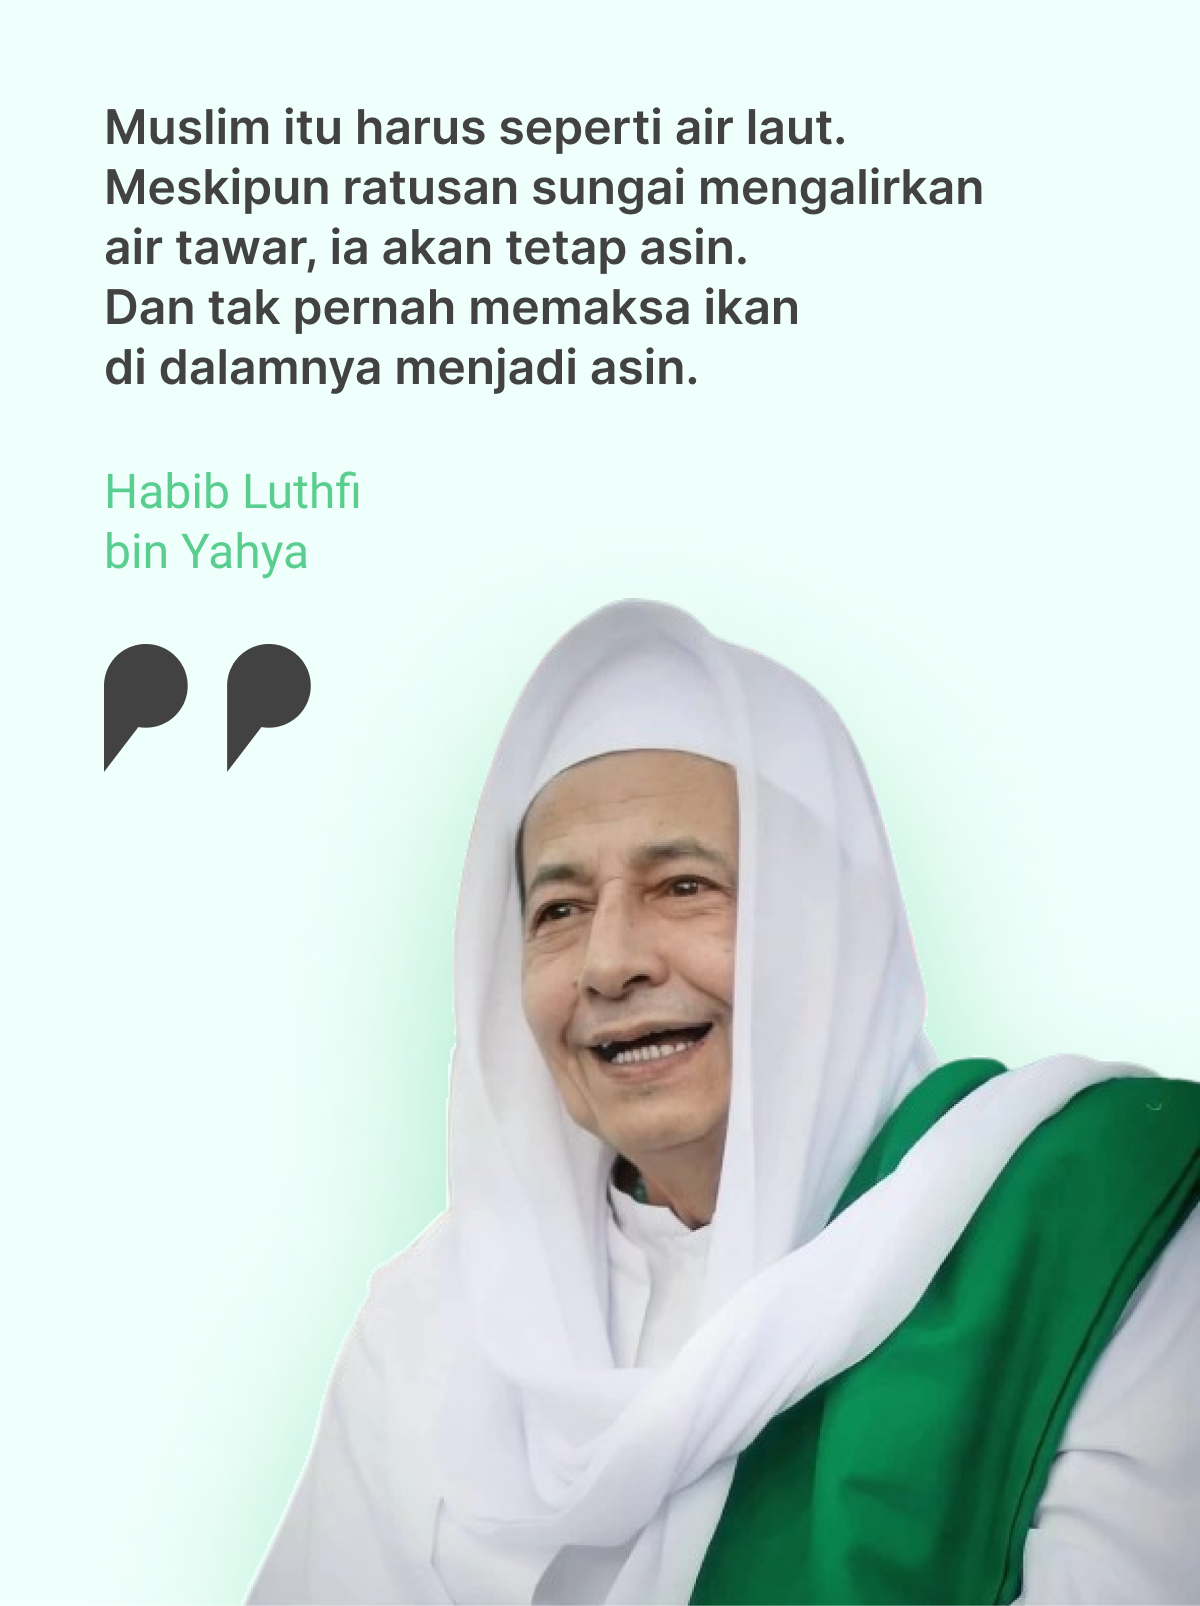 Muslim itu harus seperti air laut.
Meskipun ratusan sungai mengalirkan
air tawar, ia akan tetap asin.
Dan tak pernah memaksa ikan
di dalamnya menjadi asin.
Habib Luthfi
bin Yahya